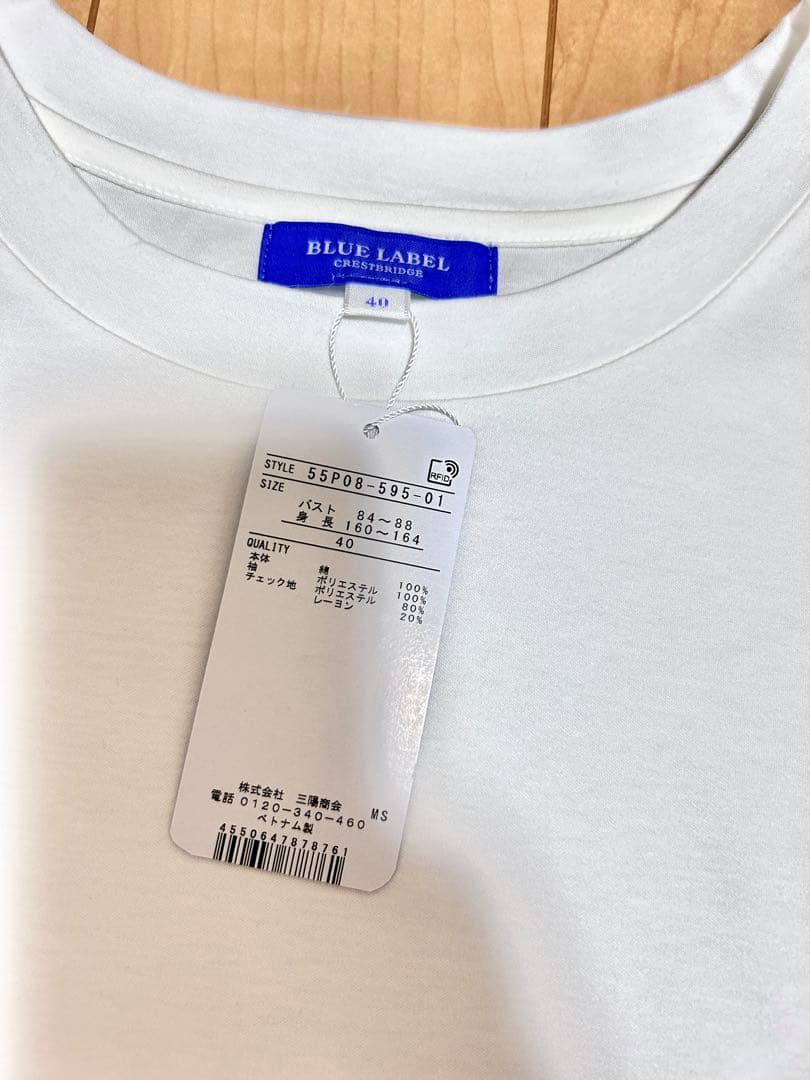 BLUE LABEL
CRESTBRIDGE
40
RFID
STYLE 55P08-595-01
SIZE
バスト 84～88
身長 160～164
40
QUALITY
本体 綿 100%
袖 ポリエステル 100%
チェック地 ポリエステル 80%
レーヨン 20%
株式会社 三陽商会
電話 0120-340-460 MS
ベトナム製
4550647878761